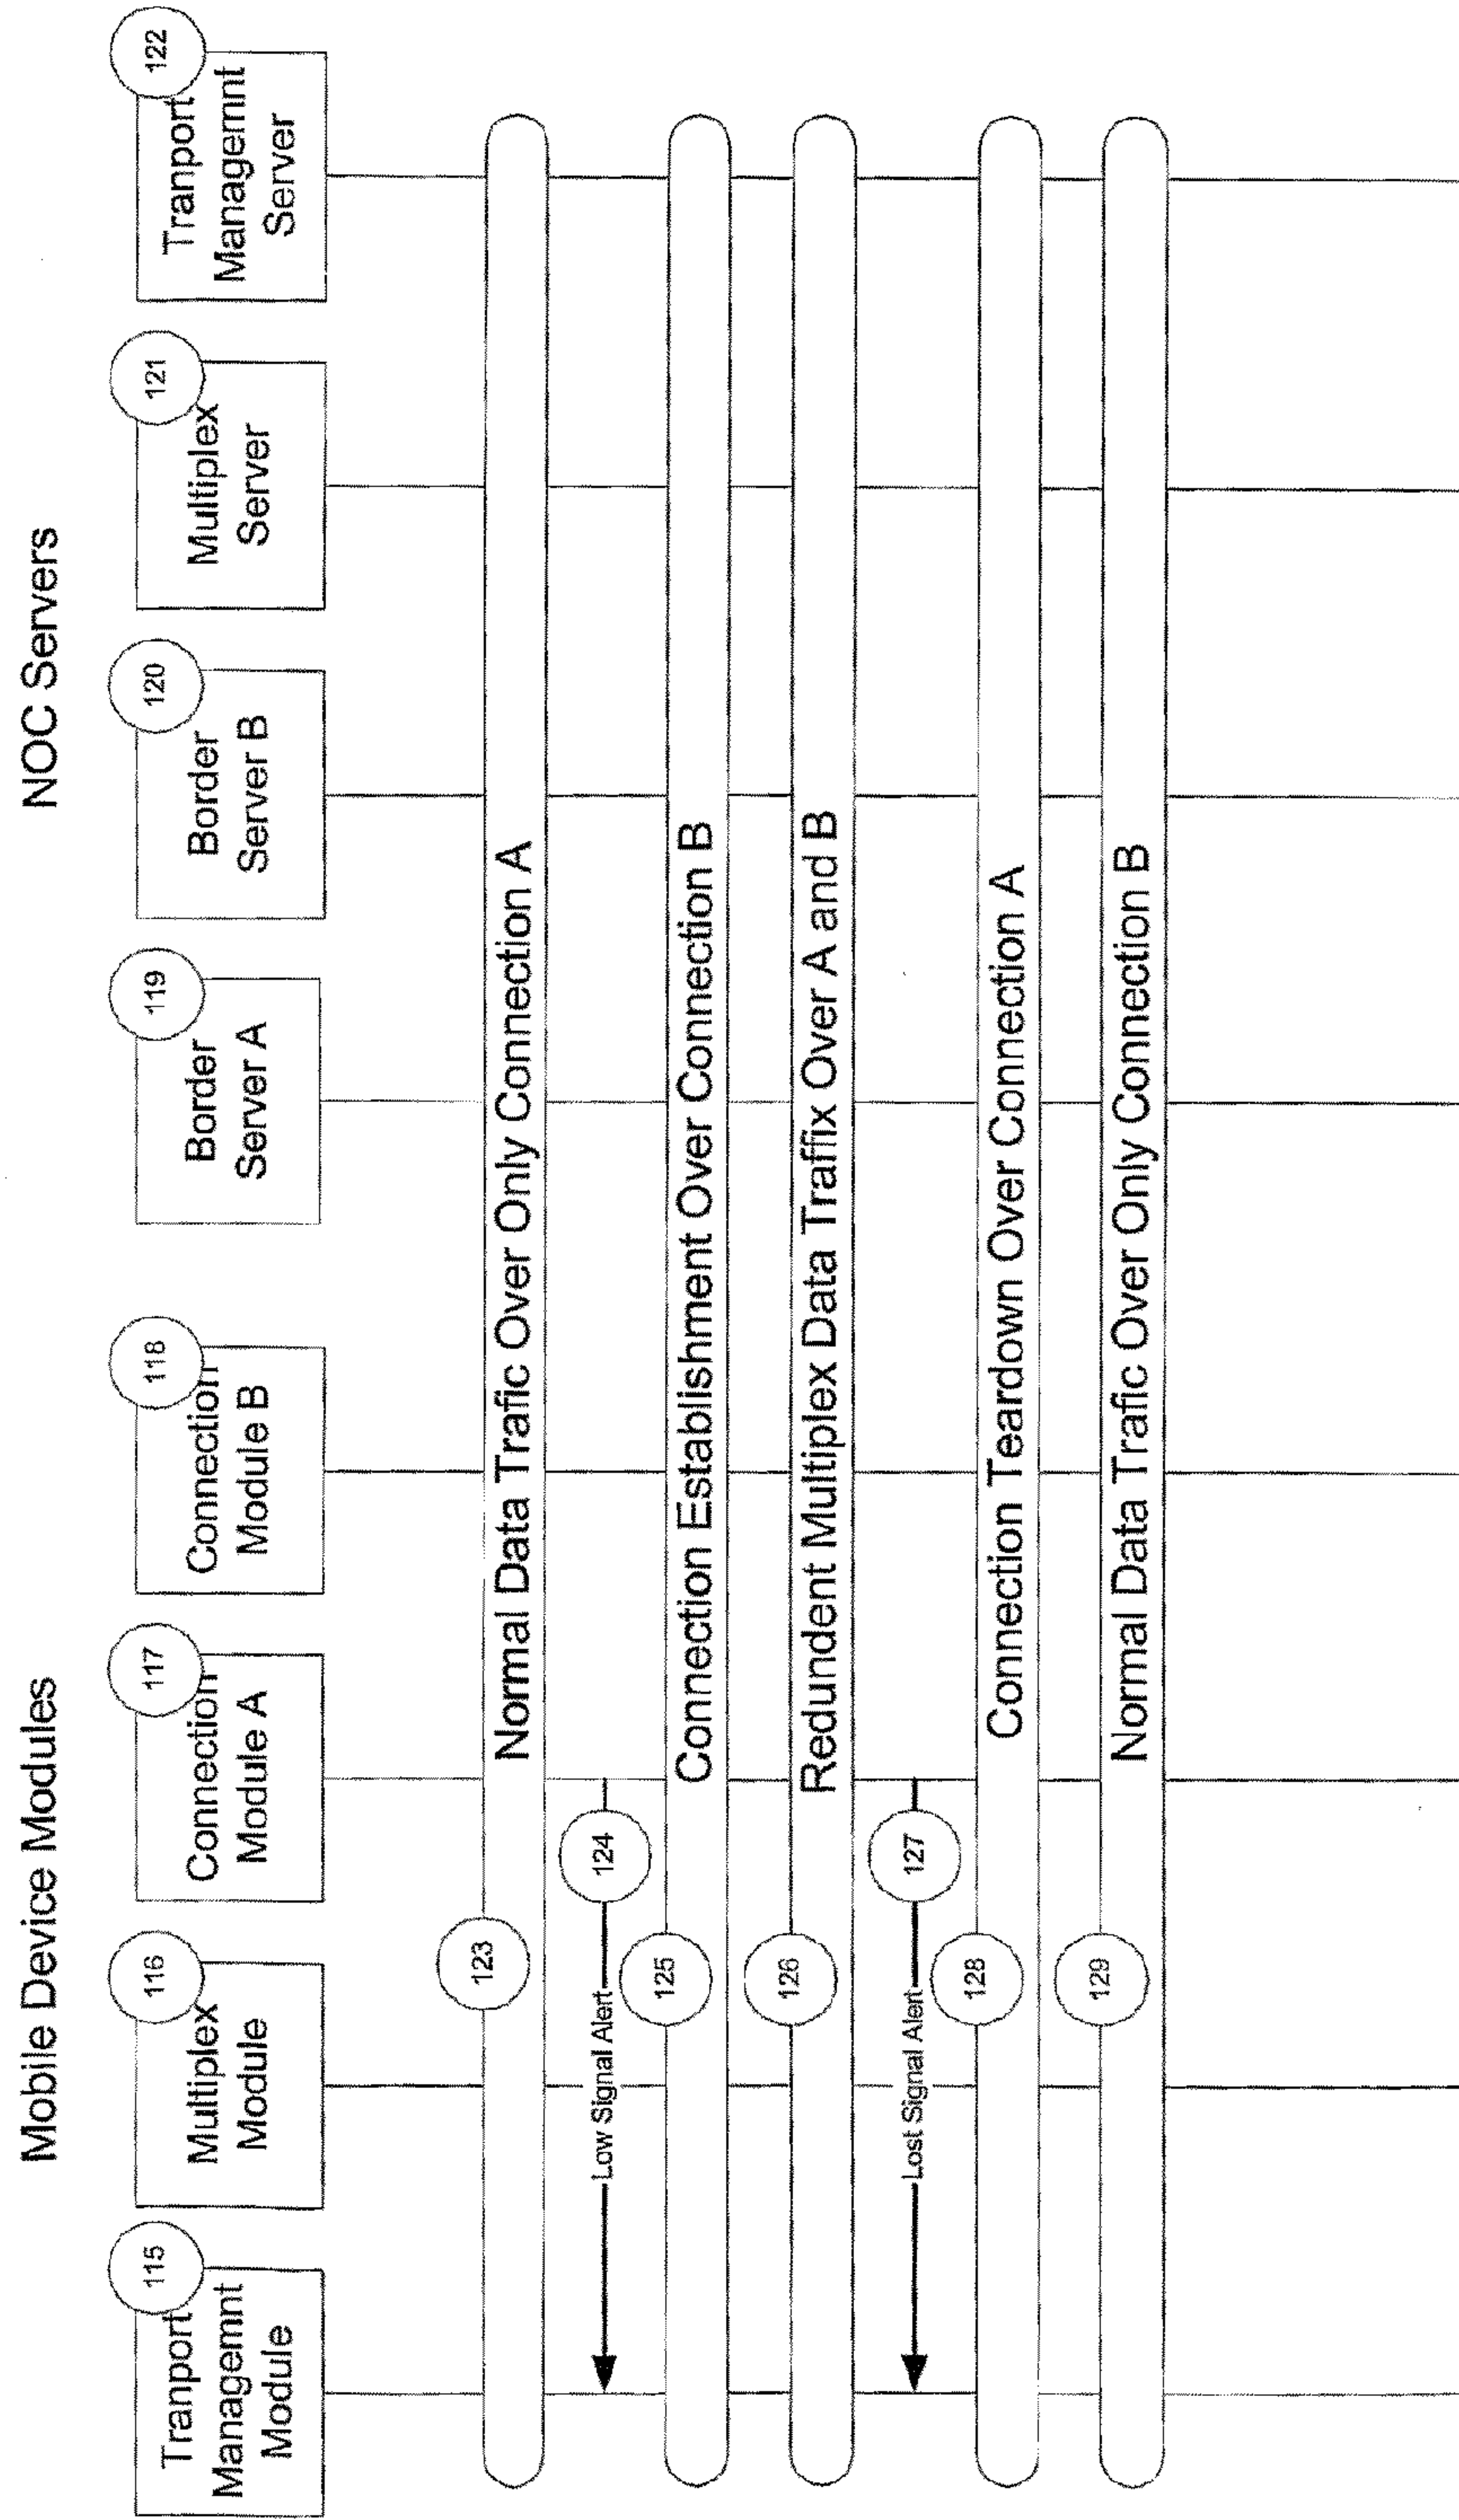 Mobile Device Modules
NOC Servers
115
Tranport
Managemnt
Module
116
Multiplex
Module
117
Connection
Module A
118
Connection
Module B
119
Border
Server A
120
Border
Server B
121
Multiplex
Server
122
Tranport
Managemnt
Server
123
Normal Data Trafic Over Only Connection A
124
Low Signal Alert
125
Connection Establishment Over Connection B
126
Redundent Multiplex Data Traffix Over A and B
127
Lost Signal Alert
128
Connection Teardown Over Connection A
129
Normal Data Trafic Over Only Connection B